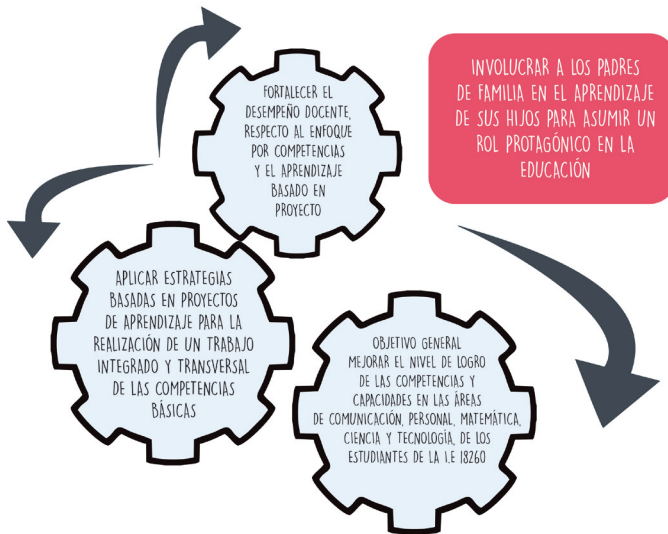 FORTALECER EL
DESEMPEÑO DOCENTE,
RESPECTO AL ENFOQUE
POR COMPETENCIAS
Y EL APRENDIZAJE
BASADO EN
PROYECTO
INVOLUCRAR A LOS PADRES
DE FAMILIA EN EL APRENDIZAJE
DE SUS HIJOS PARA ASUMIR UN
ROL PROTAGÓNICO EN LA
EDUCACIÓN
APLICAR ESTRATEGIAS
BASADAS EN PROYECTOS
DE APRENDIZAJE PARA LA
REALIZACIÓN DE UN TRABAJO
INTEGRADO Y TRANSVERSAL
DE LAS COMPETENCIAS
BÁSICAS
OBJETIVO GENERAL
MEJORAR EL NIVEL DE LOGRO
DE LAS COMPETENCIAS Y
CAPACIDADES EN LAS ÁREAS
DE COMUNICACIÓN, PERSONAL, MATEMÁTICA,
CIENCIA Y TECNOLOGÍA, DE LOS
ESTUDIANTES DE LA I.E 18260